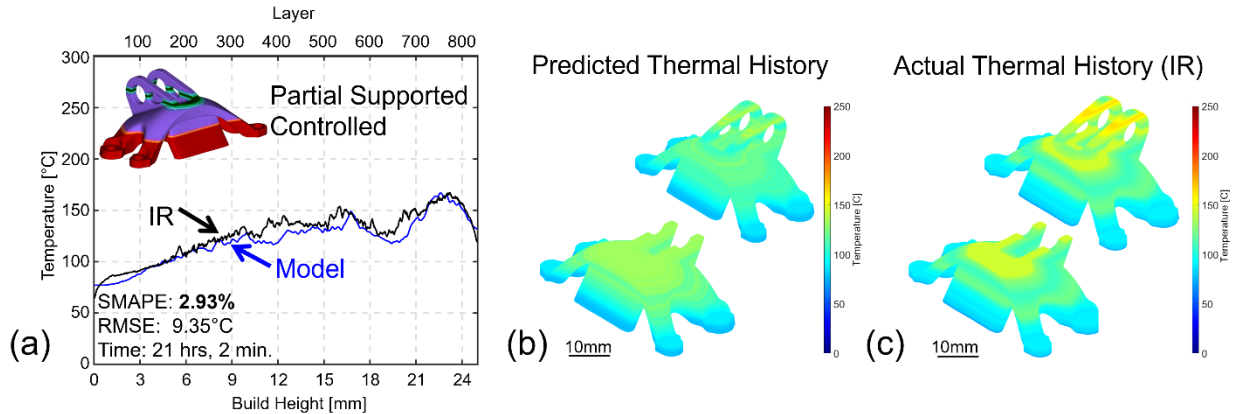 Layer
100 200 300 400 500 600 700 800
300
250
200
150
100
50
0
Temperature [°C]
Partial Supported
Controlled
IR
Model
SMAPE: 2.93%
RMSE: 9.35°C
Time: 21 hrs, 2 min.
0 3 6 9 12 15 18 21 24
Build Height [mm]
(a)
Predicted Thermal History
250
200
150
100
50
0
Temperature [C]
(b)
10mm
Actual Thermal History (IR)
250
200
150
100
50
0
Temperature [C]
(c)
10mm